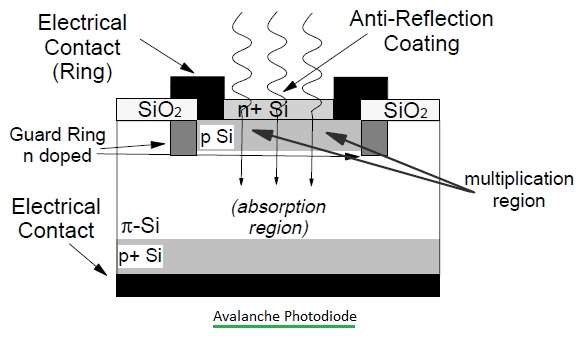 Electrical
Contact
(Ring)
Anti-Reflection
Coating
SiO2
n+ Si
SiO2
Guard Ring
n doped
p Si
multiplication
region
Electrical
Contact
(absorption
region)
π-Si
p+ Si
Avalanche Photodiode